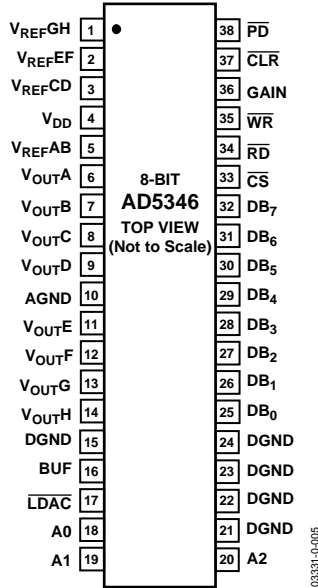 VREFGH 1
VREFEF 2
VREFCD 3
VDD 4
VREFAB 5
VOUTA 6
VOUTB 7
VOUTC 8
VOUTD 9
AGND 10
VOUTE 11
VOUTF 12
VOUTG 13
VOUTH 14
DGND 15
BUF 16
LDAC 17
A0 18
A1 19
8-BIT
AD5346
TOP VIEW
(Not to Scale)
38 PD
37 CLR
36 GAIN
35 WR
34 RD
33 CS
32 DB7
31 DB6
30 DB5
29 DB4
28 DB3
27 DB2
26 DB1
25 DB0
24 DGND
23 DGND
22 DGND
21 DGND
20 A2
03331-0-005